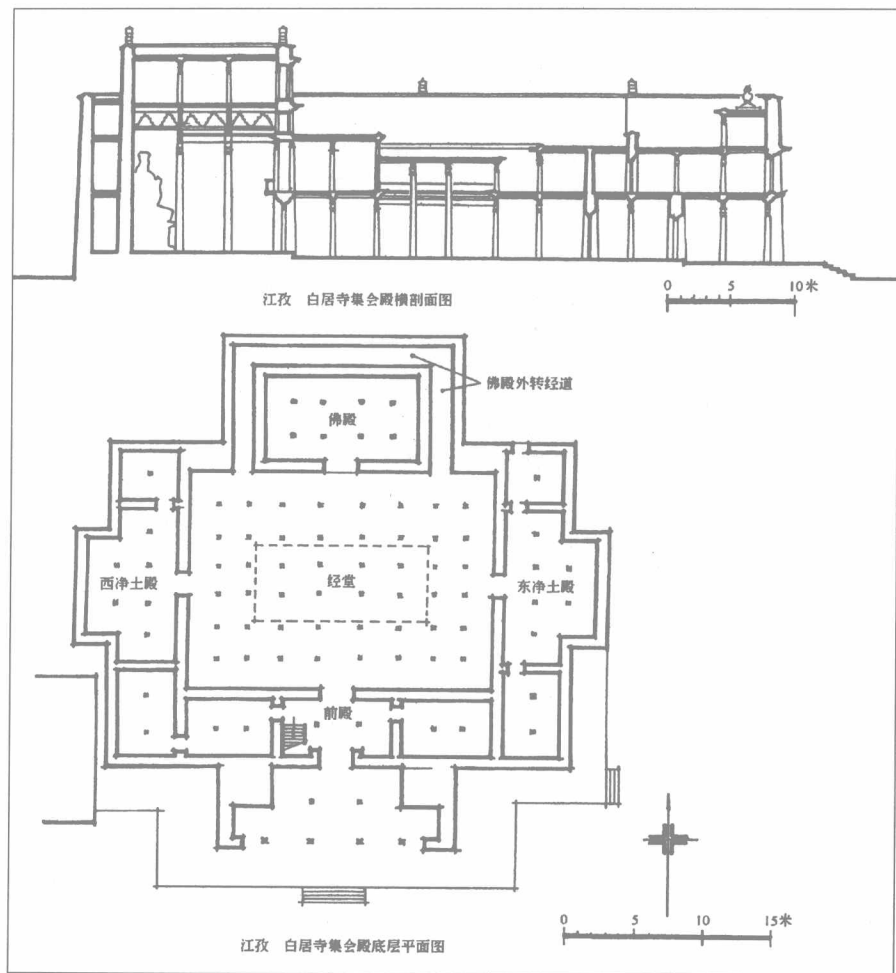 江孜 白居寺集会殿横剖面图
0 5 10米
佛殿外转经道
佛殿
西净土殿
经堂
东净土殿
前殿
0 5 10 15米
江孜 白居寺集会殿底层平面图